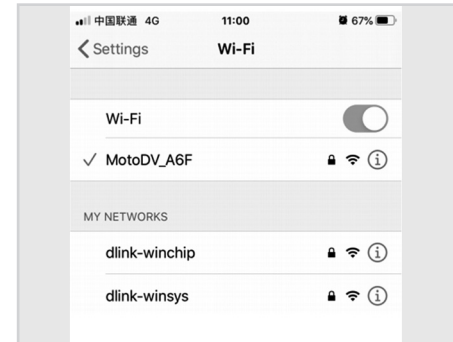 中国联通 4G 11:00 67%
Settings Wi-Fi
Wi-Fi
MotoDV_A6F
MY NETWORKS
dlink-winchip
dlink-winsys